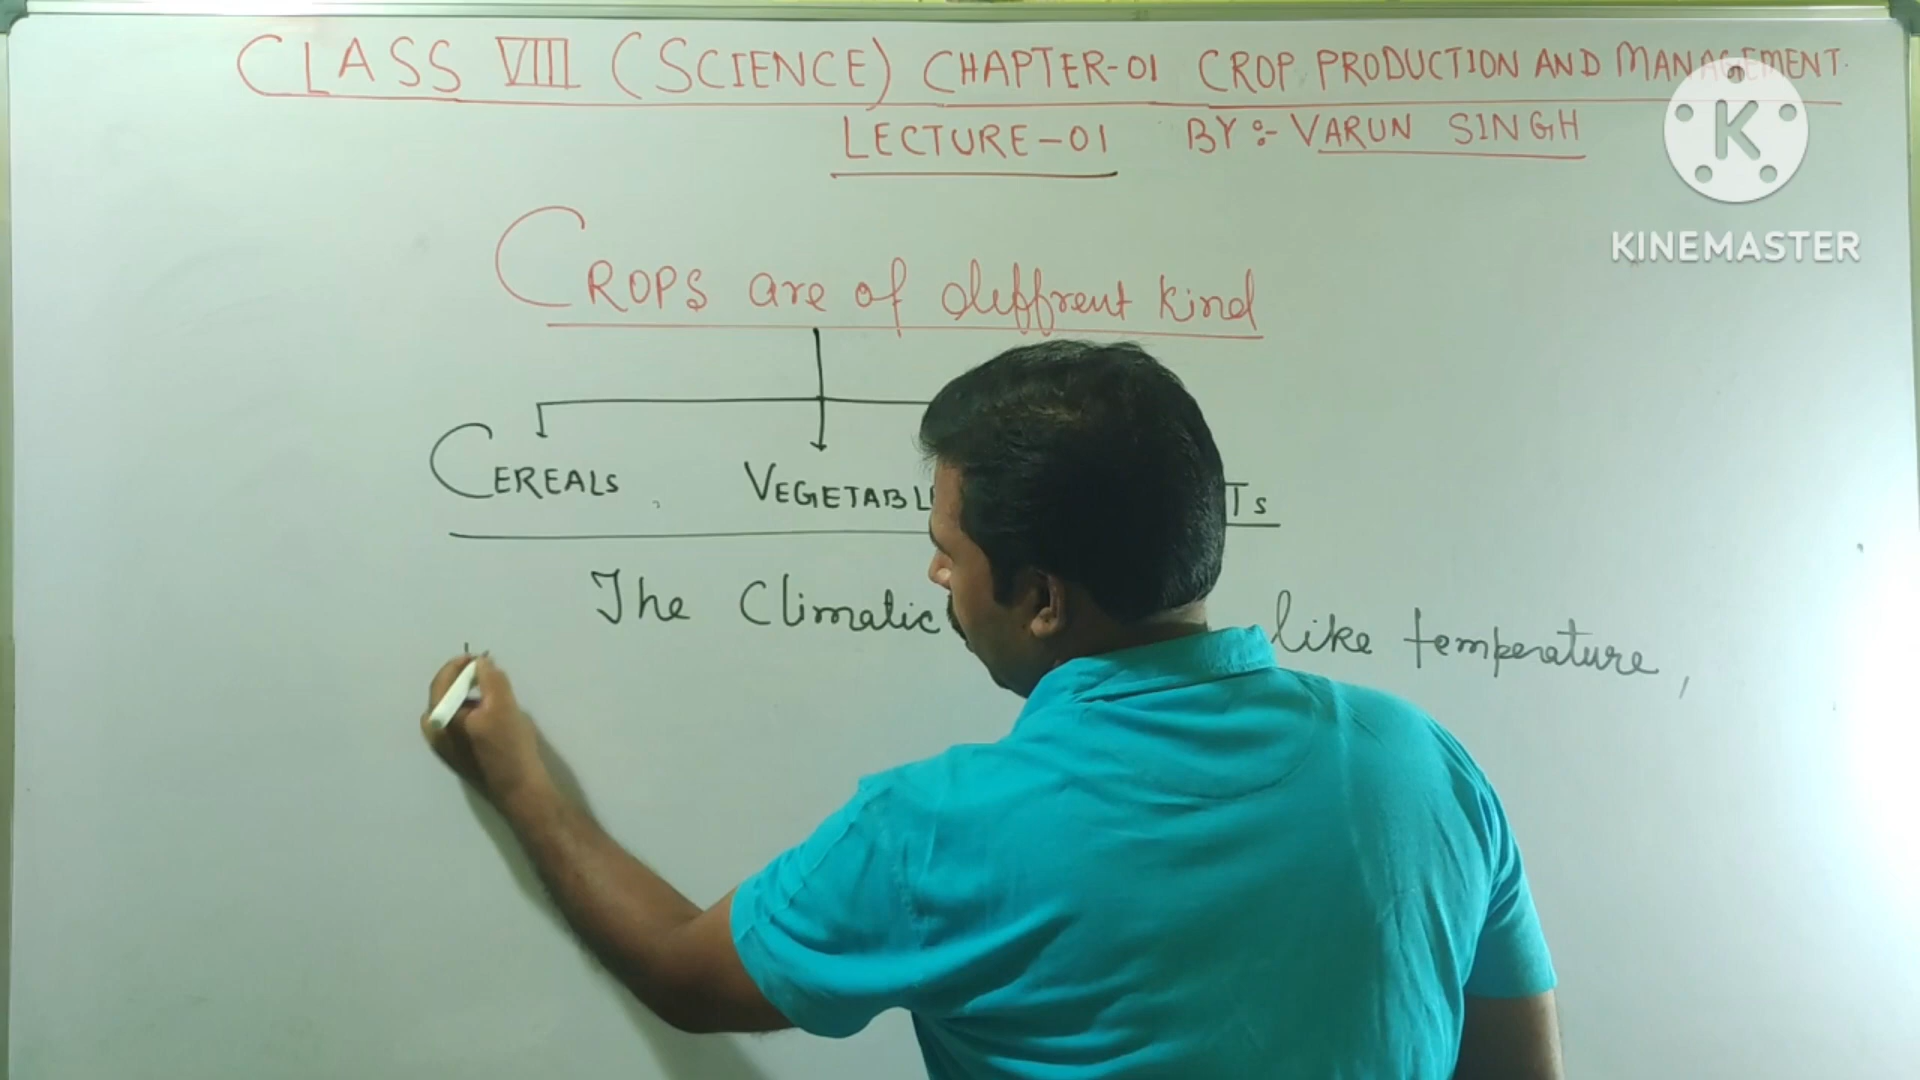 CLASS VIII (SCIENCE) CHAPTER-01 CROP PRODUCTION AND MANAGEMENT.
LECTURE-01 BY :- VARUN SINGH
K
KINEMASTER
CROPS are of diffrent kind
CEREALS, VEGETABL Ts
The Climatic like temperature,